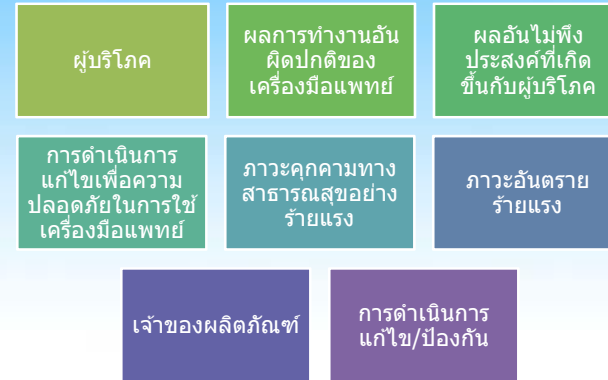 ผู้บริโภค
ผลการทำงานอัน
ผิดปกติของ
เครื่องมือแพทย์
ผลอันไม่พึง
ประสงค์ที่เกิด
ขึ้นกับผู้บริโภค
การดำเนินการ
แก้ไขเพื่อความ
ปลอดภัยในการใช้
เครื่องมือแพทย์
ภาวะคุกคามทาง
สาธารณสุขอย่าง
ร้ายแรง
ภาวะอันตราย
ร้ายแรง
เจ้าของผลิตภัณฑ์
การดำเนินการ
แก้ไข/ป้องกัน